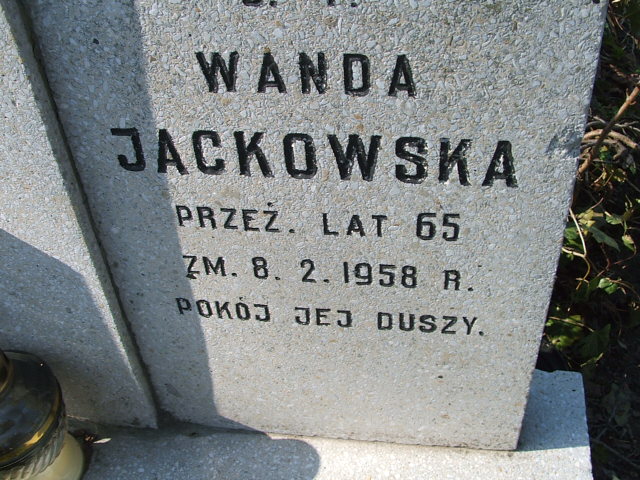 WANDA
JACKOWSKA
PRZEŻ. LAT 65
ZM. 8. 2. 1958 R.
POKÓJ JEJ DUSZY.